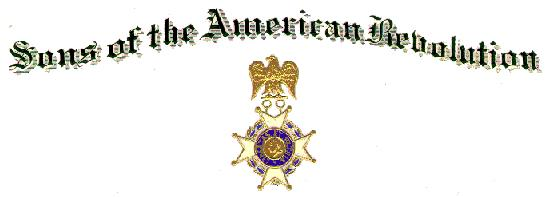 Sons of the American Revolution